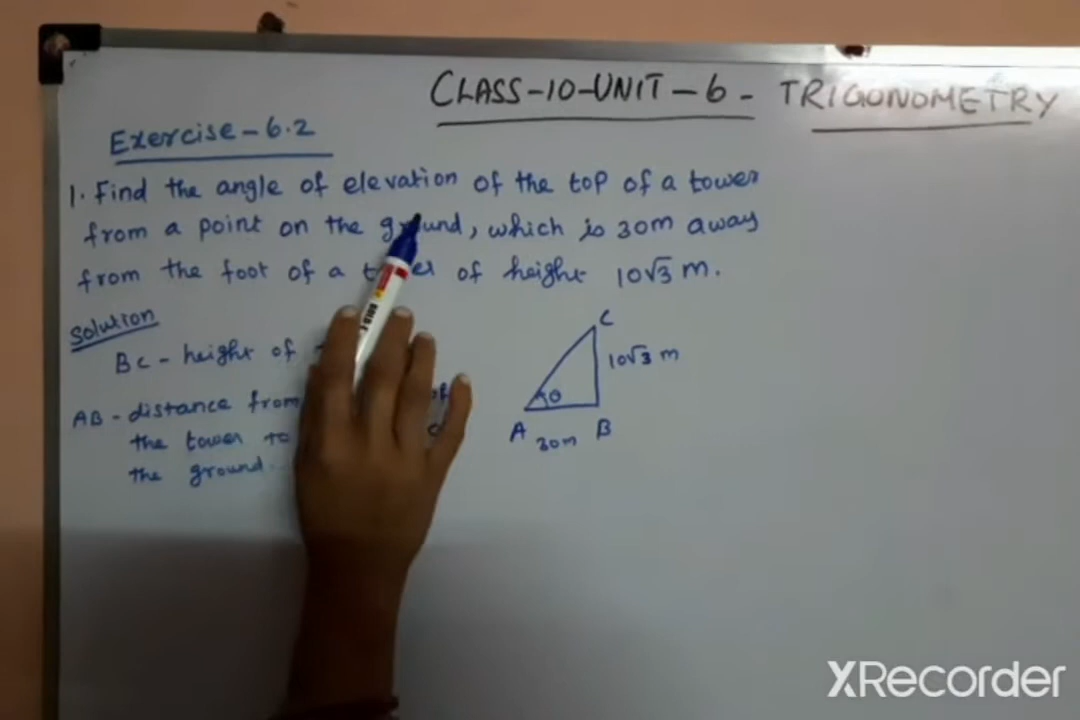 CLASS-10-UNIT-6- TRIGONOMETRY
Exercise-6.2
1. Find the angle of elevation of the top of a tower
from a point on the ground, which is 30m away
from the foot of a of height 10√3 m.
Solution
BC - height of
AB - distance from of
the tower to
the ground.
C
10√3 m
θ
A
30m
B
XRecorder